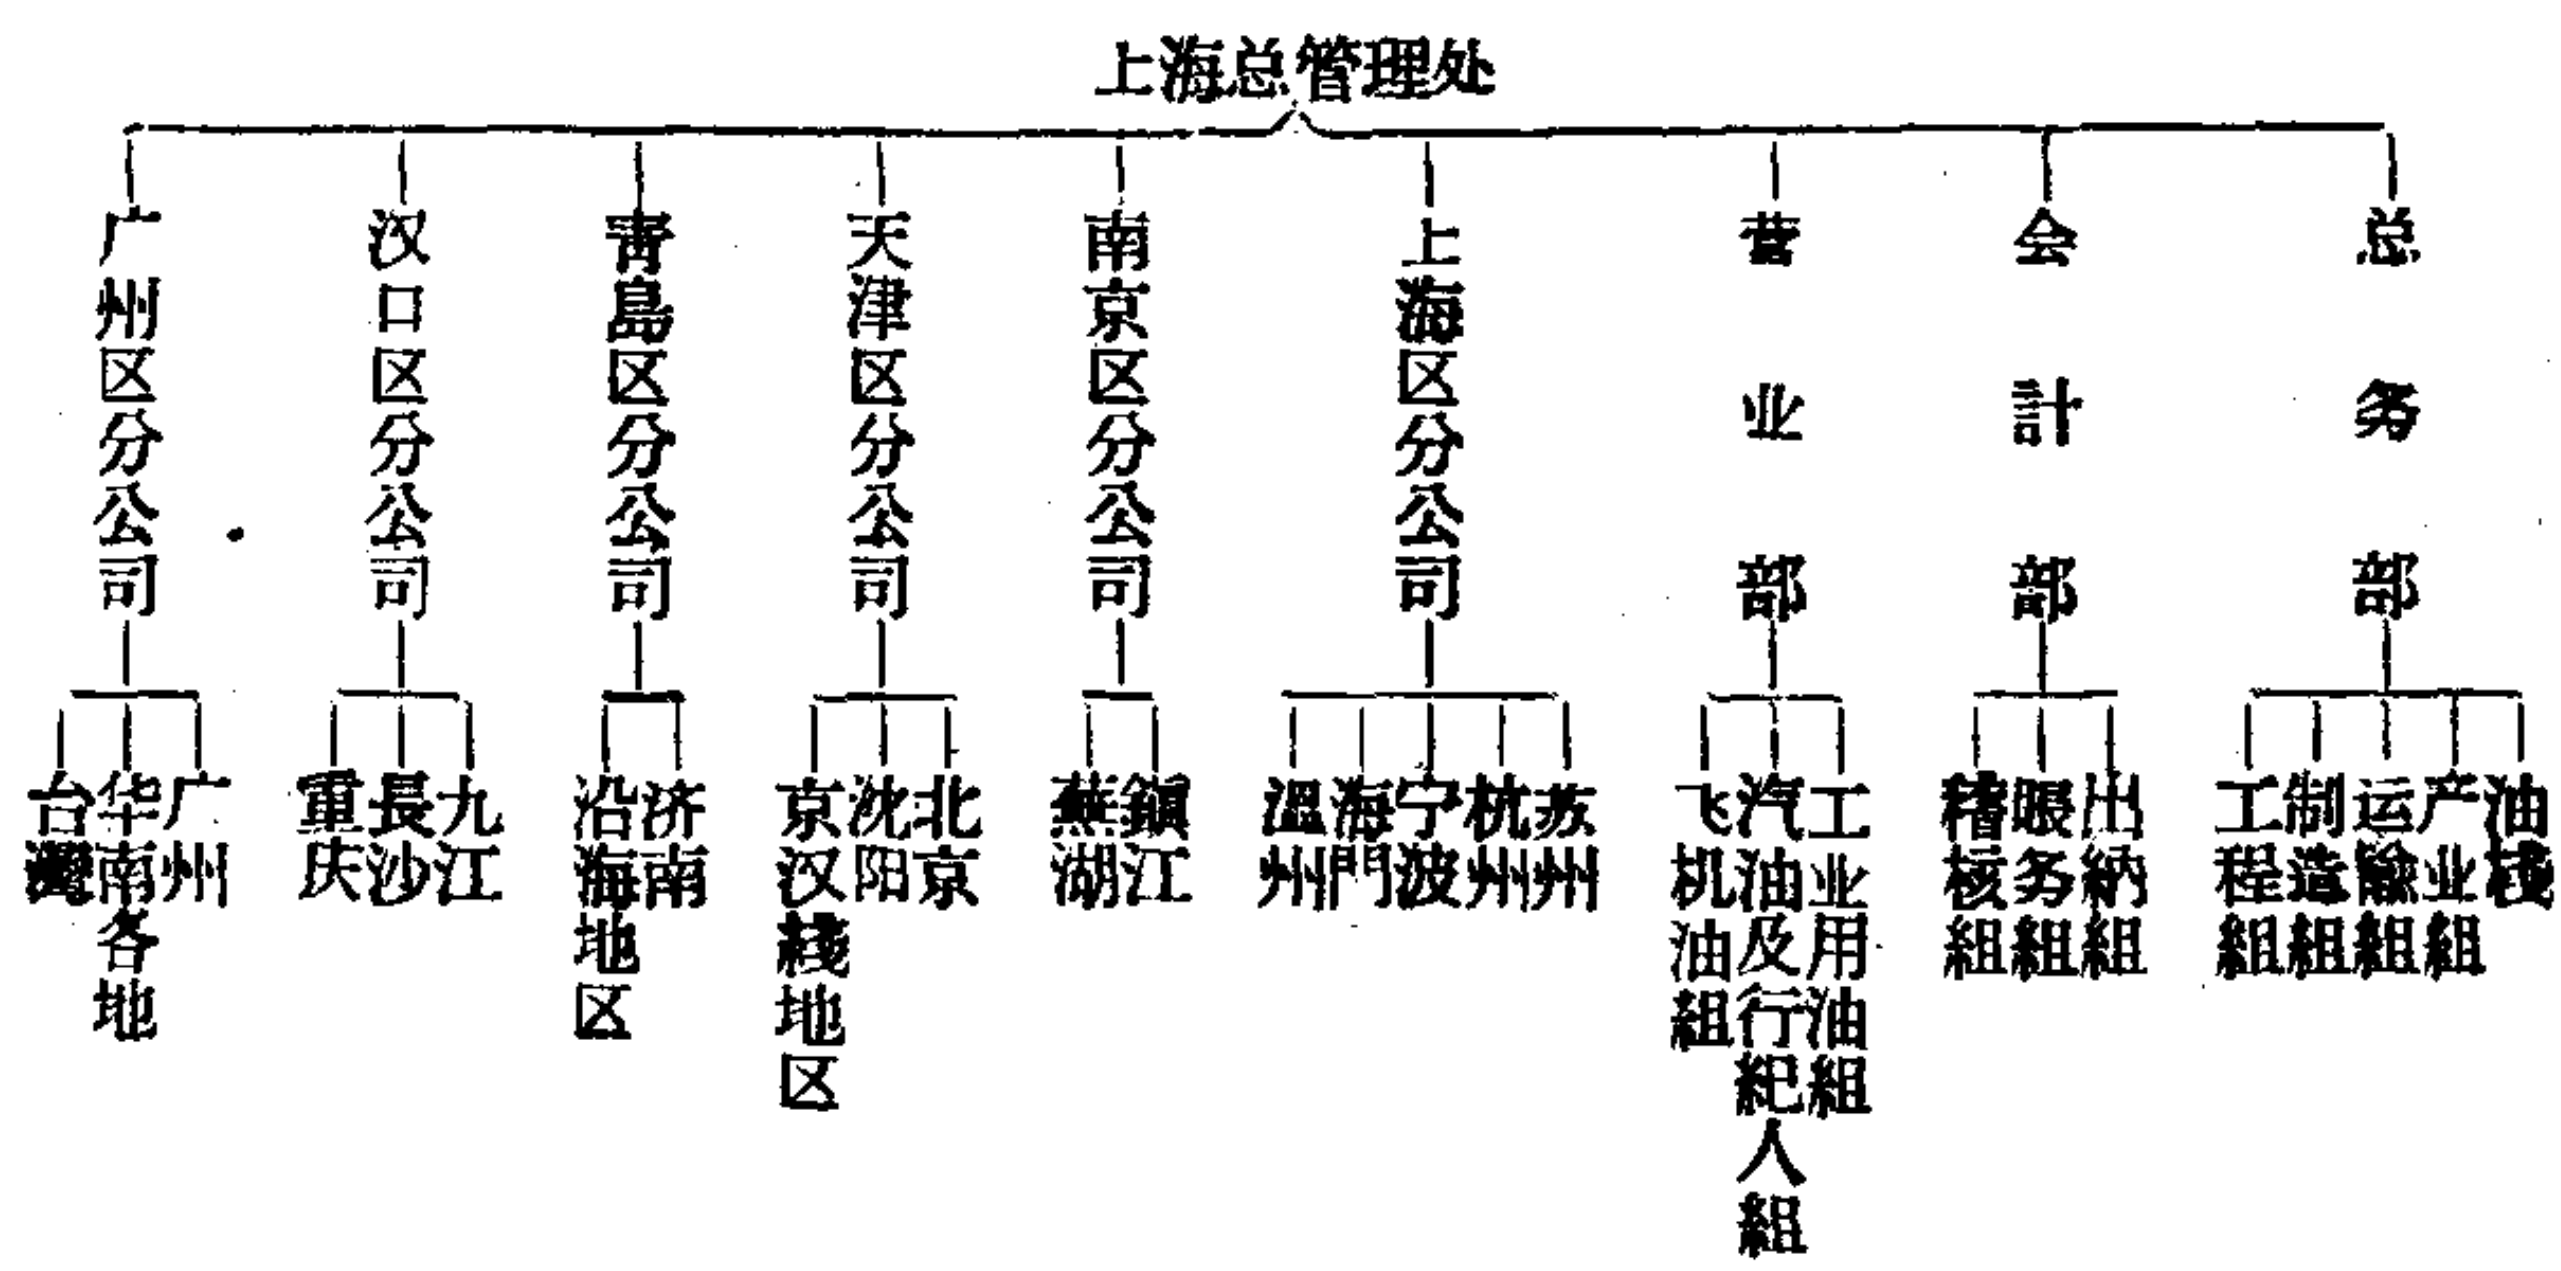 上海总管理处
总务部
会計部
营业部
上海区分公司
南京区分公司
天津区分公司
青島区分公司
汉口区分公司
广州区分公司
油棧
产业組
运輸組
制造組
工程組
出納組
賬务組
稽核組
工业用油組
汽油及行紀人組
飞机油組
苏州
杭州
宁波
海門
溫州
鎭江
蕪湖
北京
沈阳
京汉綫地区
济南
沿海地区
九江
長沙
重庆
广州
华南各地
台灣